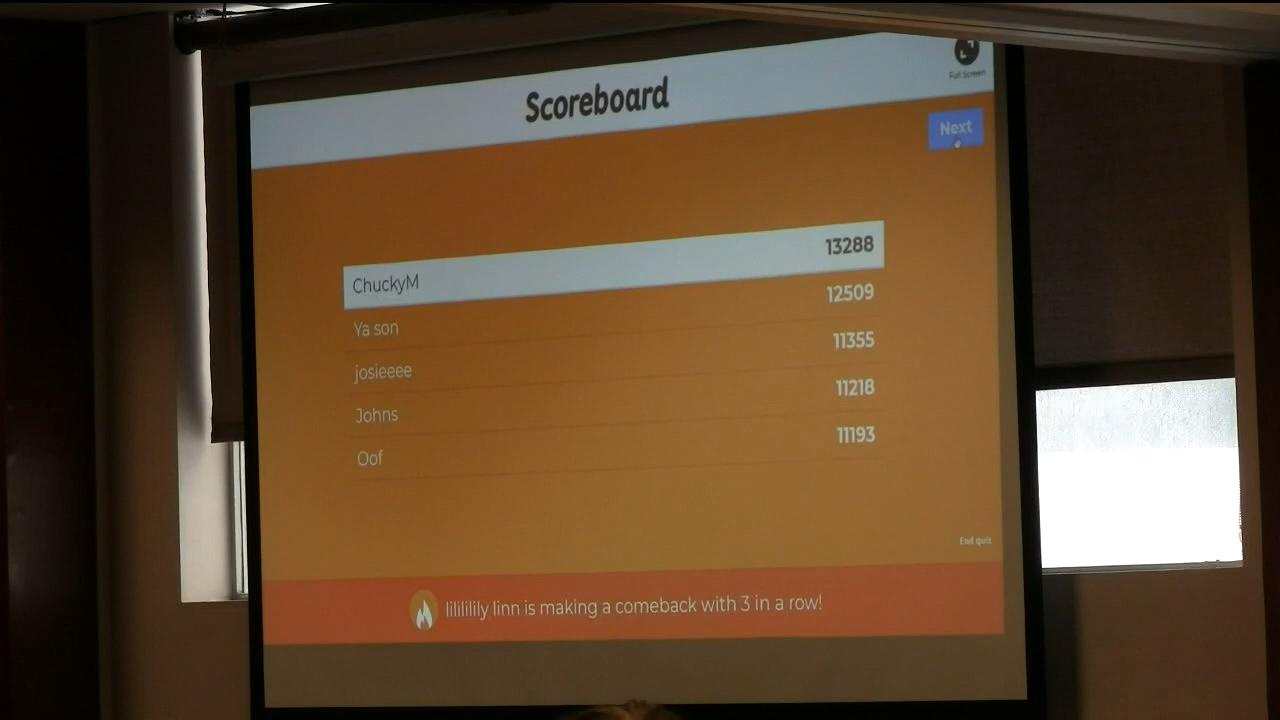 Full Screen
Scoreboard
Next
ChuckyM 13288
Ya son 12509
josieeee 11355
Johns 11218
Oof 11193
End quiz
lilililily linn is making a comeback with 3 in a row!